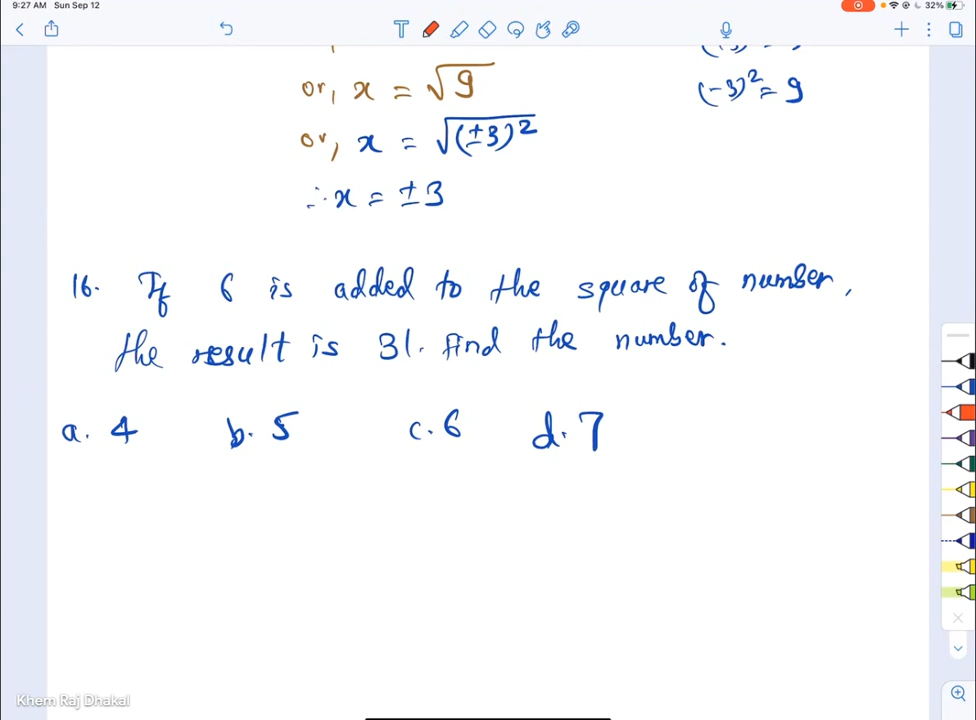 9:27 AM Sun Sep 12
32%
(-3)² = 9
or, x = √9
or, x = √(±3)²
∴ x = ±3
16. If 6 is added to the square of number,
the result is 31. find the number.
a. 4 b. 5 c. 6 d. 7
Khem Raj Dhakal